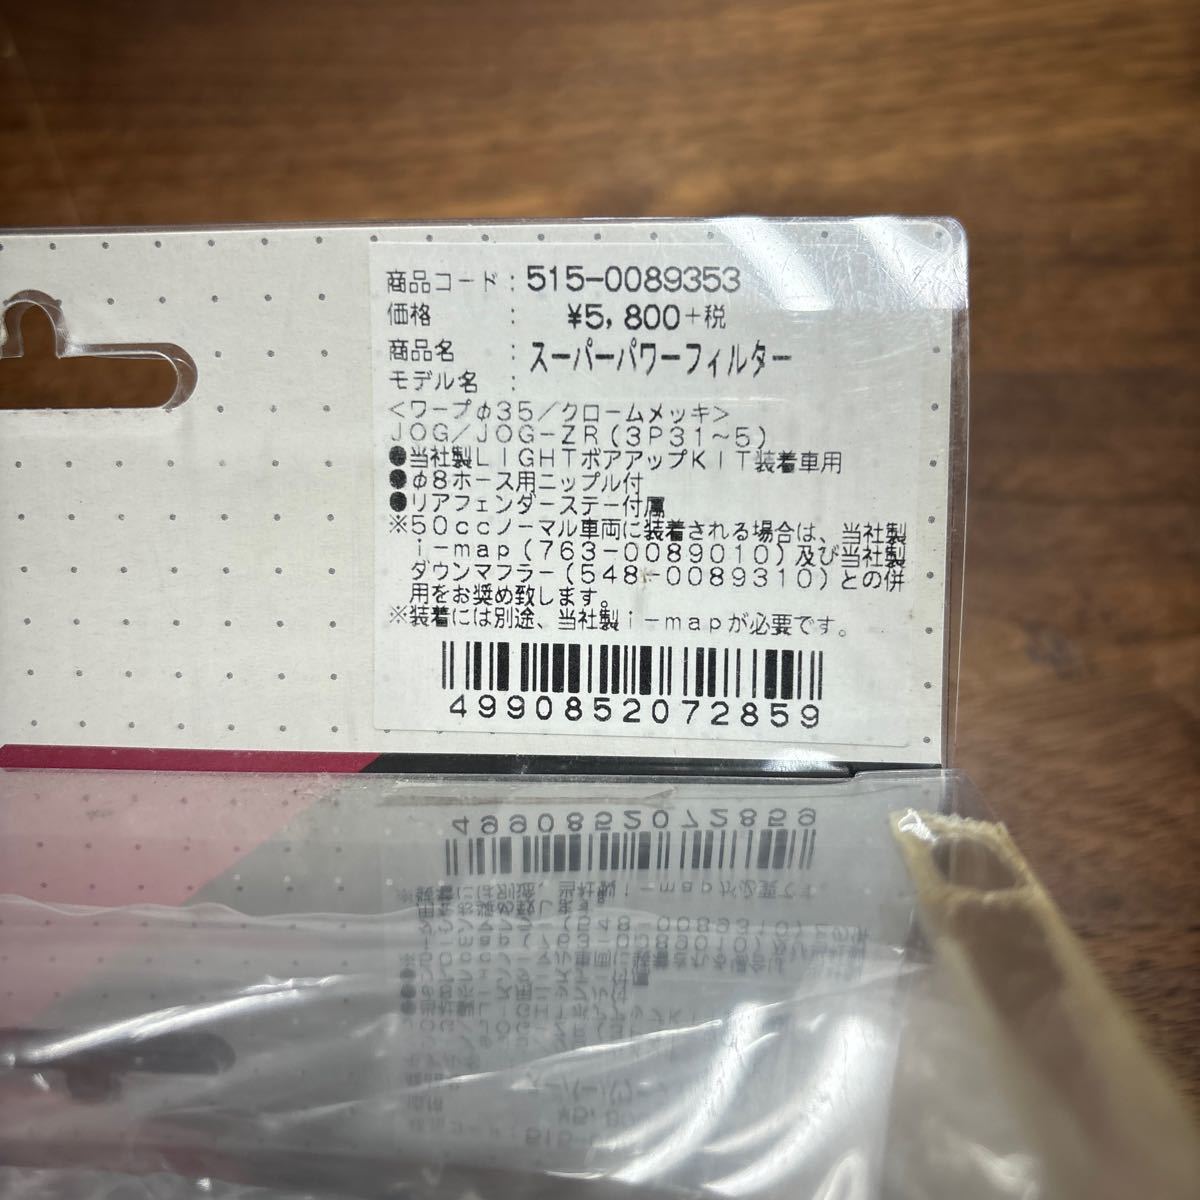 商品コード：515-0089353
価格　　　：　¥5,800+税
商品名　　：スーパーパワーフィルター
モデル名　：
＜ワープφ35／クロームメッキ＞
JOG／JOG-ZR（3P31～5）
●当社製LIGHTボアアップKIT装着車用
●φ8ホース用ニップル付
●リアフェンダーステー付属
※50ccノーマル車両に装着される場合は、当社製
i-map（763-0089010）及び当社製
ダウンマフラー（548-0089310）との併
用をお奨め致します。
※装着には別途、当社製i-mapが必要です。
4990852072859